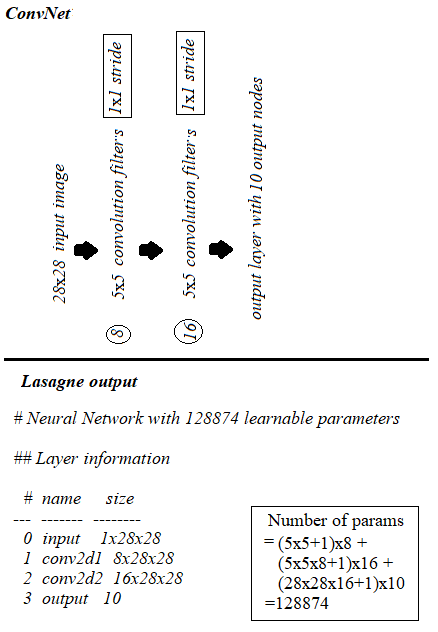 ConvNet
28x28 input image
8 5x5 convolution filters 1x1 stride
16 5x5 convolution filters 1x1 stride
output layer with 10 output nodes
Lasagne output
# Neural Network with 128874 learnable parameters
## Layer information
# name size
--- ------- --------
0 input 1x28x28
1 conv2d1 8x28x28
2 conv2d2 16x28x28
3 output 10
Number of params
= (5x5+1)x8 +
(5x5x8+1)x16 +
(28x28x16+1)x10
=128874